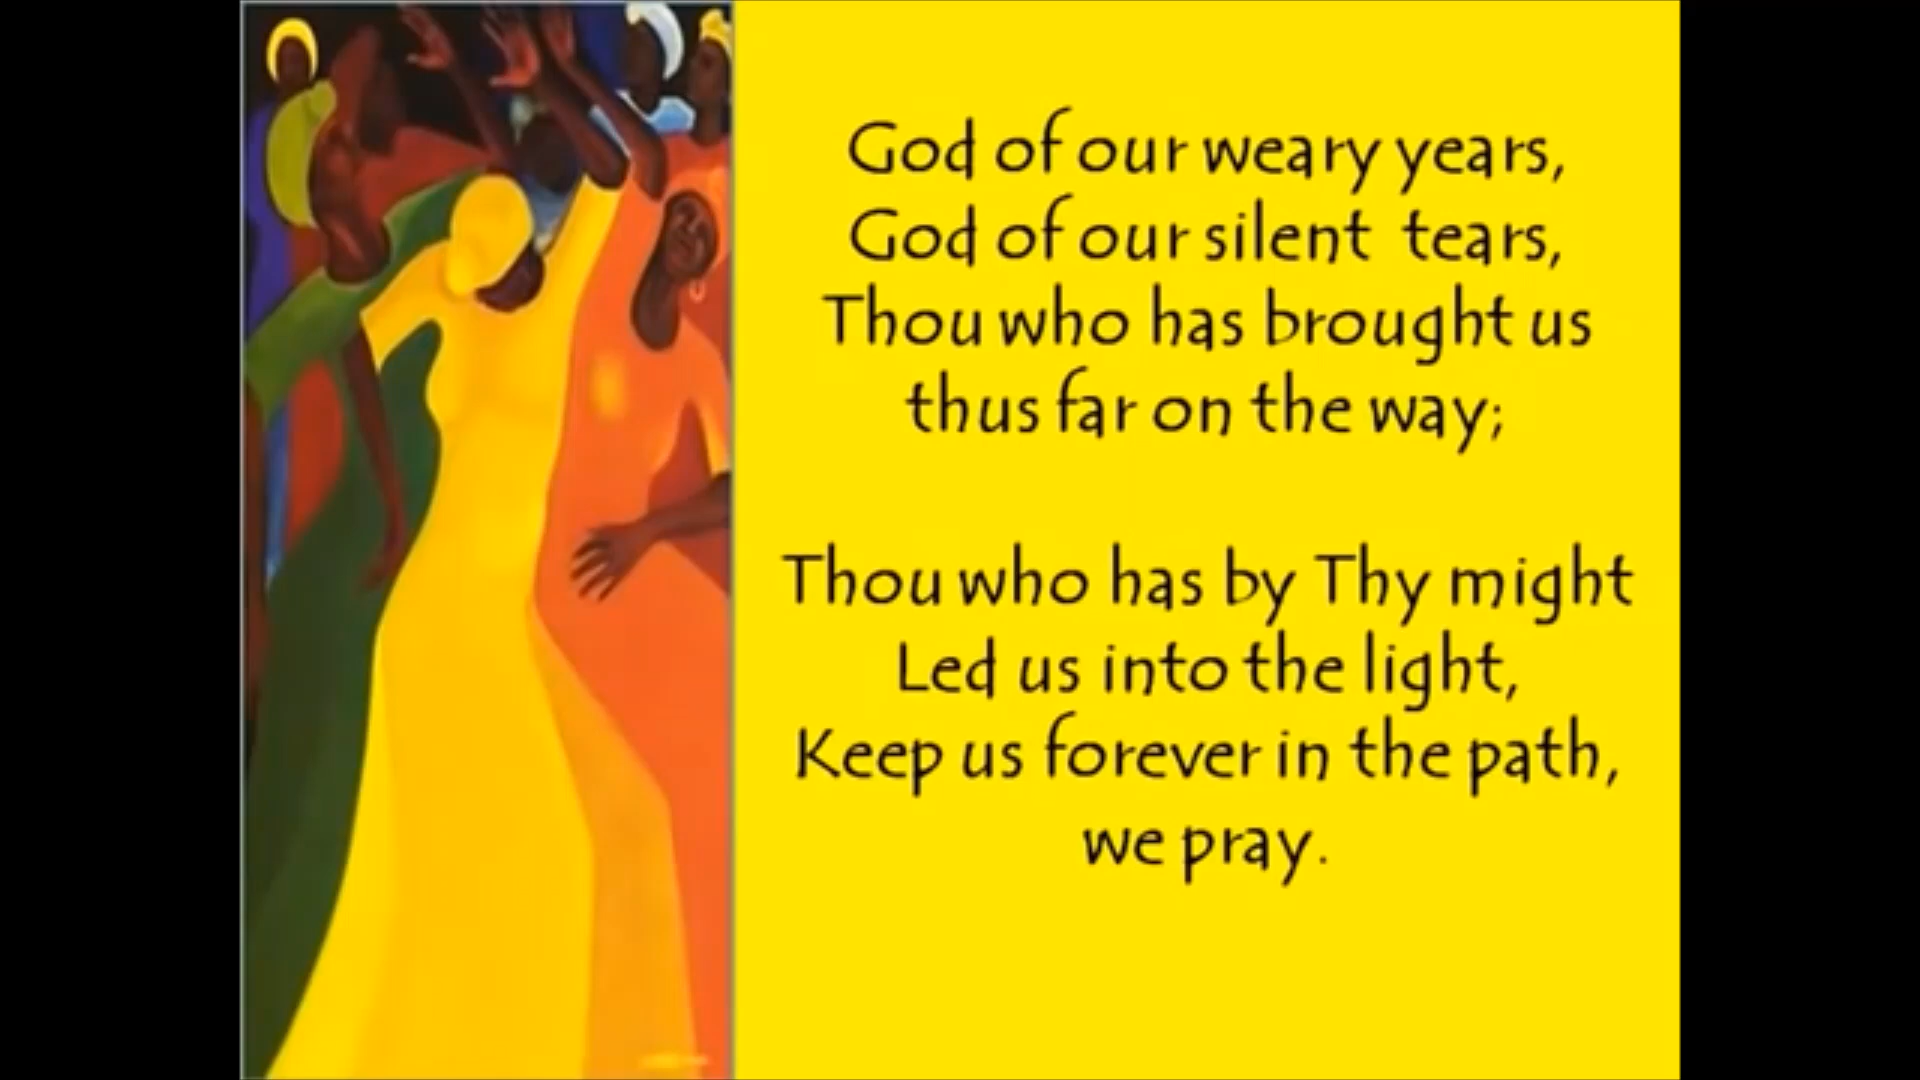 God of our weary years,
God of our silent tears,
Thou who has brought us
thus far on the way;
Thou who has by Thy might
Led us into the light,
Keep us forever in the path,
we pray.